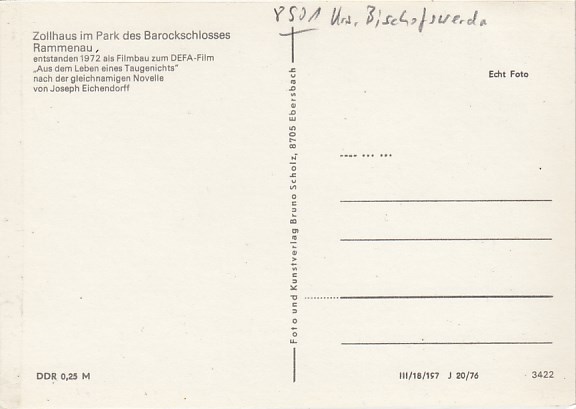 8501 Krs. Bischofswerda
Zollhaus im Park des Barockschlosses
Rammenau,
entstanden 1972 als Filmbau zum DEFA-Film
„Aus dem Leben eines Taugenichts"
nach der gleichnamigen Novelle
von Joseph Eichendorff
Echt Foto
Foto und Kunstverlag Bruno Scholz, 8705 Ebersbach
DDR 0,25 M
III/18/197 J 20/76
3422